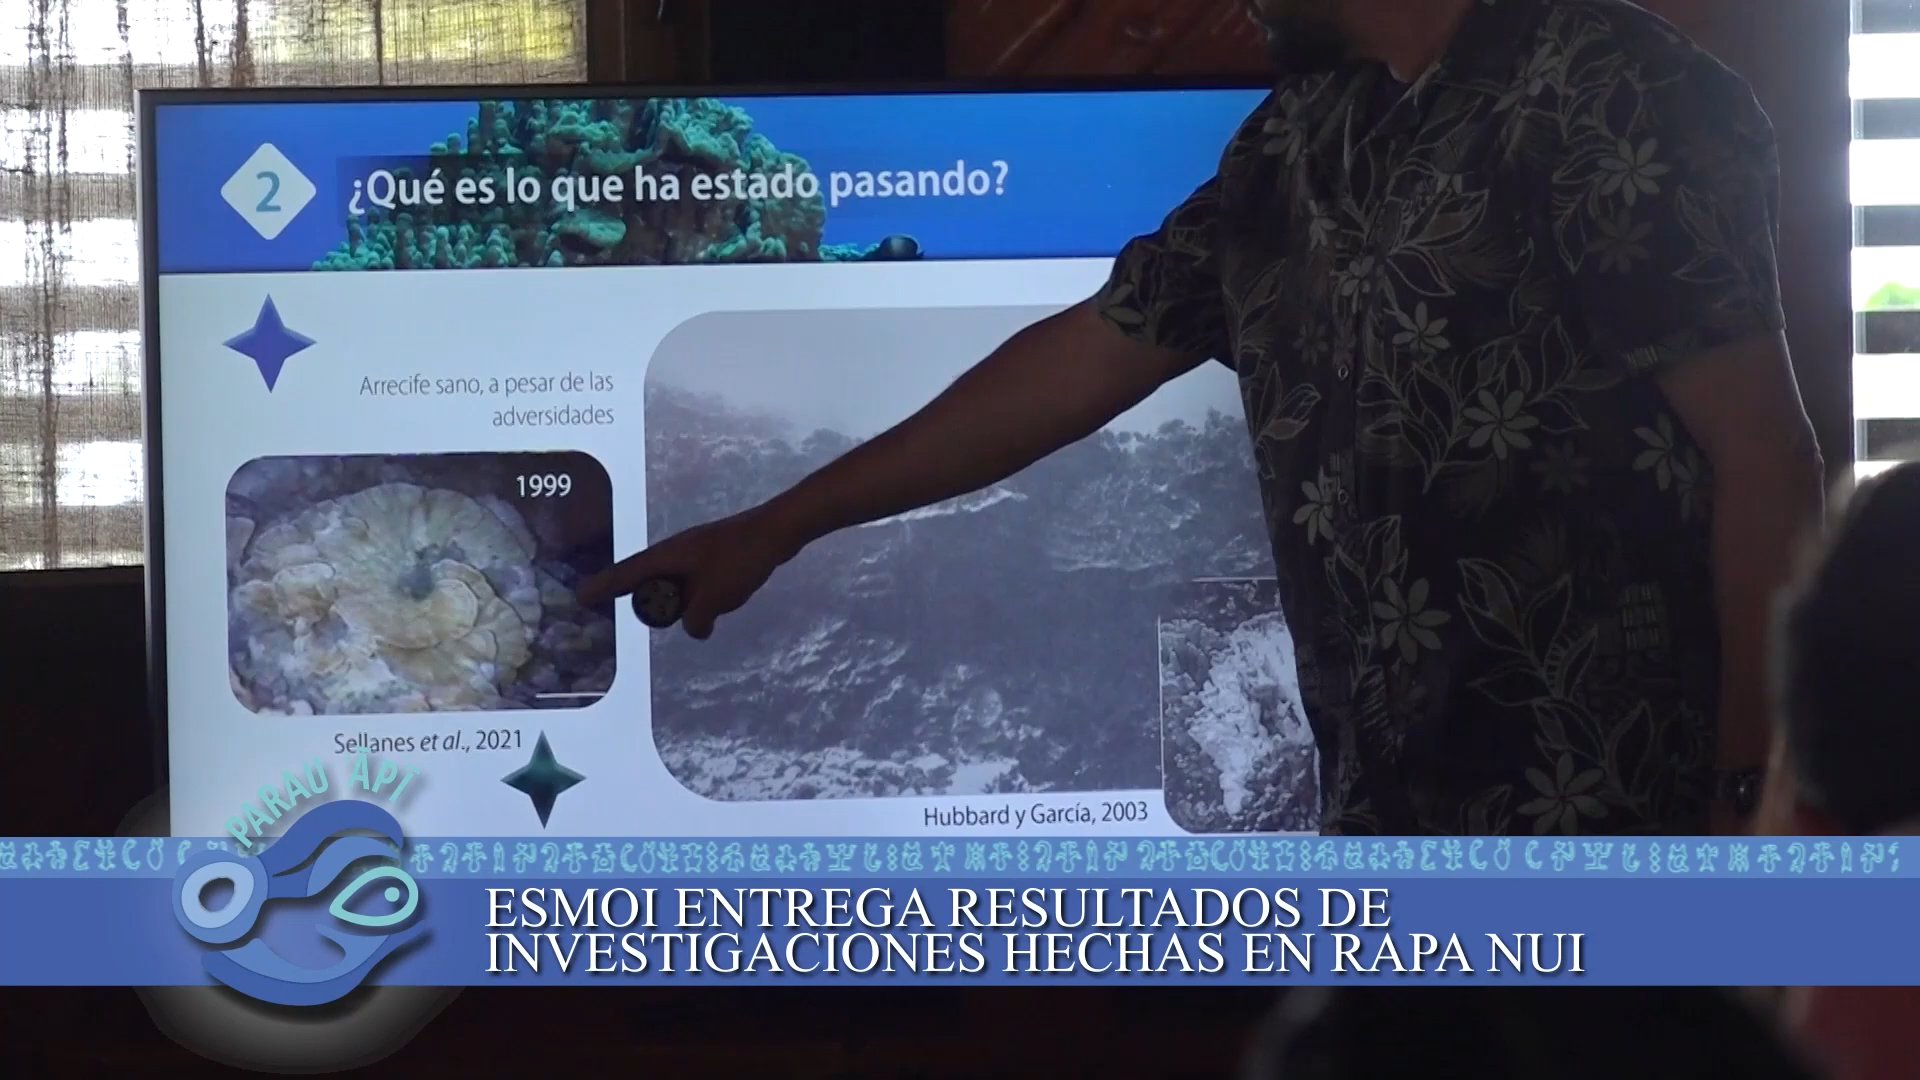 2
¿Qué es lo que ha estado pasando?
Arrecife sano, a pesar de las
adversidades
1999
Sellanes et al., 2021
Hubbard y García, 2003
PARAU ĀPĪ
ESMOI ENTREGA RESULTADOS DE
INVESTIGACIONES HECHAS EN RAPA NUI